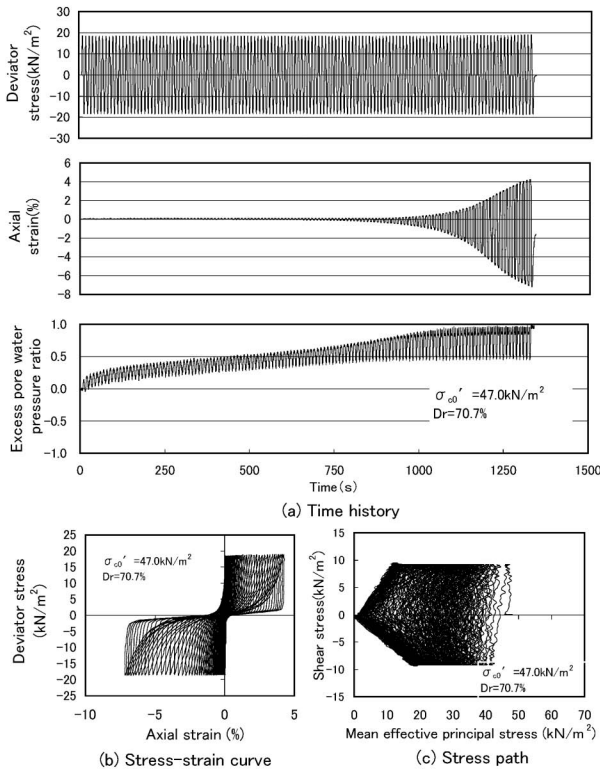 Deviator
stress(kN/m²)
30
20
10
0
-10
-20
-30
Axial
strain(%)
6
4
2
0
-2
-4
-6
-8
Excess pore water
pressure ratio
1.0
0.5
0.0
-0.5
-1.0
σc0′ =47.0kN/m²
Dr=70.7%
0 250 500 750 1000 1250 1500
Time(s)
(a) Time history
Deviator stress
(kN/m²)
25
20
15
10
5
0
-5
-10
-15
-20
-25
σc0′ =47.0kN/m²
Dr=70.7%
-10 -5 0 5
Axial strain (%)
(b) Stress-strain curve
Shear stress(kN/m²)
15
10
5
0
-5
-10
-15
σc0′ =47.0kN/m²
Dr=70.7%
0 10 20 30 40 50 60 70
Mean effective principal stress (kN/m²)
(c) Stress path